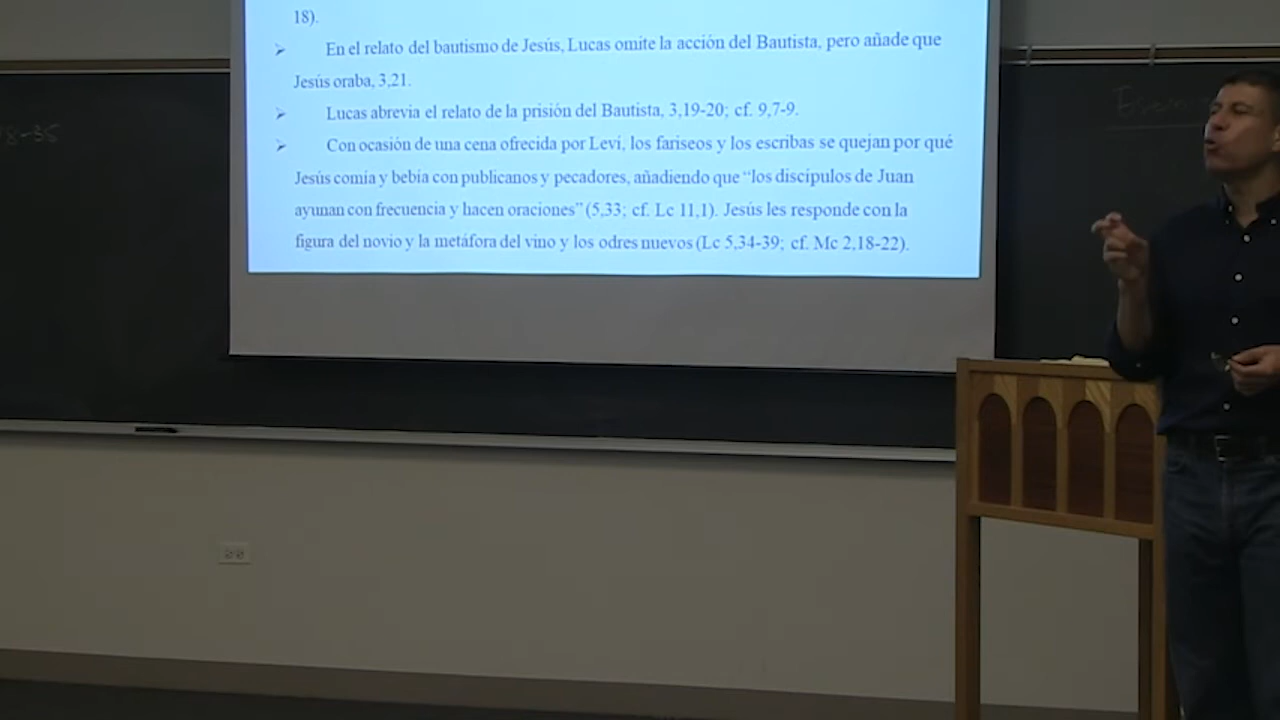 18).
➤ En el relato del bautismo de Jesús, Lucas omite la acción del Bautista, pero añade que
Jesús oraba, 3,21.
➤ Lucas abrevia el relato de la prisión del Bautista, 3,19-20; cf. 9,7-9.
➤ Con ocasión de una cena ofrecida por Leví, los fariseos y los escribas se quejan por qué
Jesús comía y bebía con publicanos y pecadores, añadiendo que “los discípulos de Juan
ayunan con frecuencia y hacen oraciones” (5,33; cf. Lc 11,1). Jesús les responde con la
figura del novio y la metáfora del vino y los odres nuevos (Lc 5,34-39; cf. Mc 2,18-22).
8-35